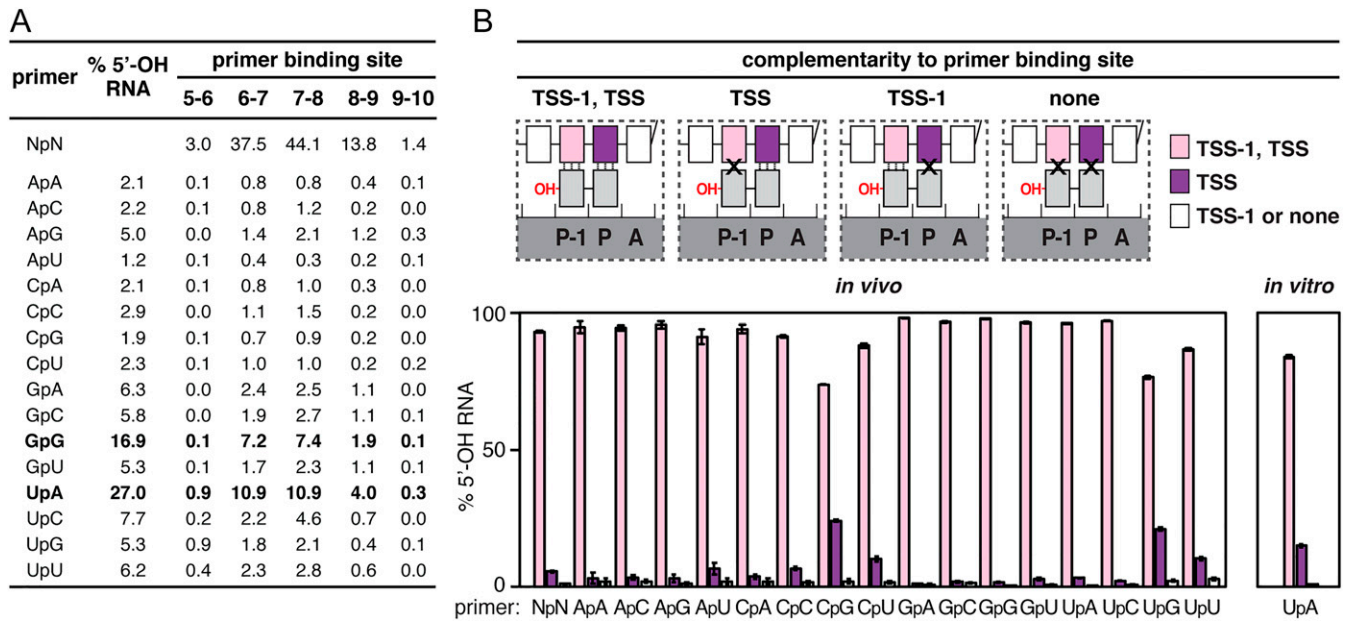 A
primer % 5'-OH RNA primer binding site
5-6 6-7 7-8 8-9 9-10
NpN 3.0 37.5 44.1 13.8 1.4
ApA 2.1 0.1 0.8 0.8 0.4 0.1
ApC 2.2 0.1 0.8 1.2 0.2 0.0
ApG 5.0 0.0 1.4 2.1 1.2 0.3
ApU 1.2 0.1 0.4 0.3 0.2 0.1
CpA 2.1 0.1 0.8 1.0 0.3 0.0
CpC 2.9 0.0 1.1 1.5 0.2 0.0
CpG 1.9 0.1 0.7 0.9 0.2 0.0
CpU 2.3 0.1 1.0 1.0 0.2 0.2
GpA 6.3 0.0 2.4 2.5 1.1 0.0
GpC 5.8 0.0 1.9 2.7 1.1 0.1
GpG 16.9 0.1 7.2 7.4 1.9 0.1
GpU 5.3 0.1 1.7 2.3 1.1 0.1
UpA 27.0 0.9 10.9 10.9 4.0 0.3
UpC 7.7 0.2 2.2 4.6 0.7 0.0
UpG 5.3 0.9 1.8 2.1 0.4 0.1
UpU 6.2 0.4 2.3 2.8 0.6 0.0
B
complementarity to primer binding site
TSS-1, TSS TSS TSS-1 none
X X X X
OH OH OH OH
P-1 P A P-1 P A P-1 P A P-1 P A
TSS-1, TSS
TSS
TSS-1 or none
in vivo in vitro
% 5'-OH RNA
100
50
0
primer: NpN ApA ApC ApG ApU CpA CpC CpG CpU GpA GpC GpG GpU UpA UpC UpG UpU UpA